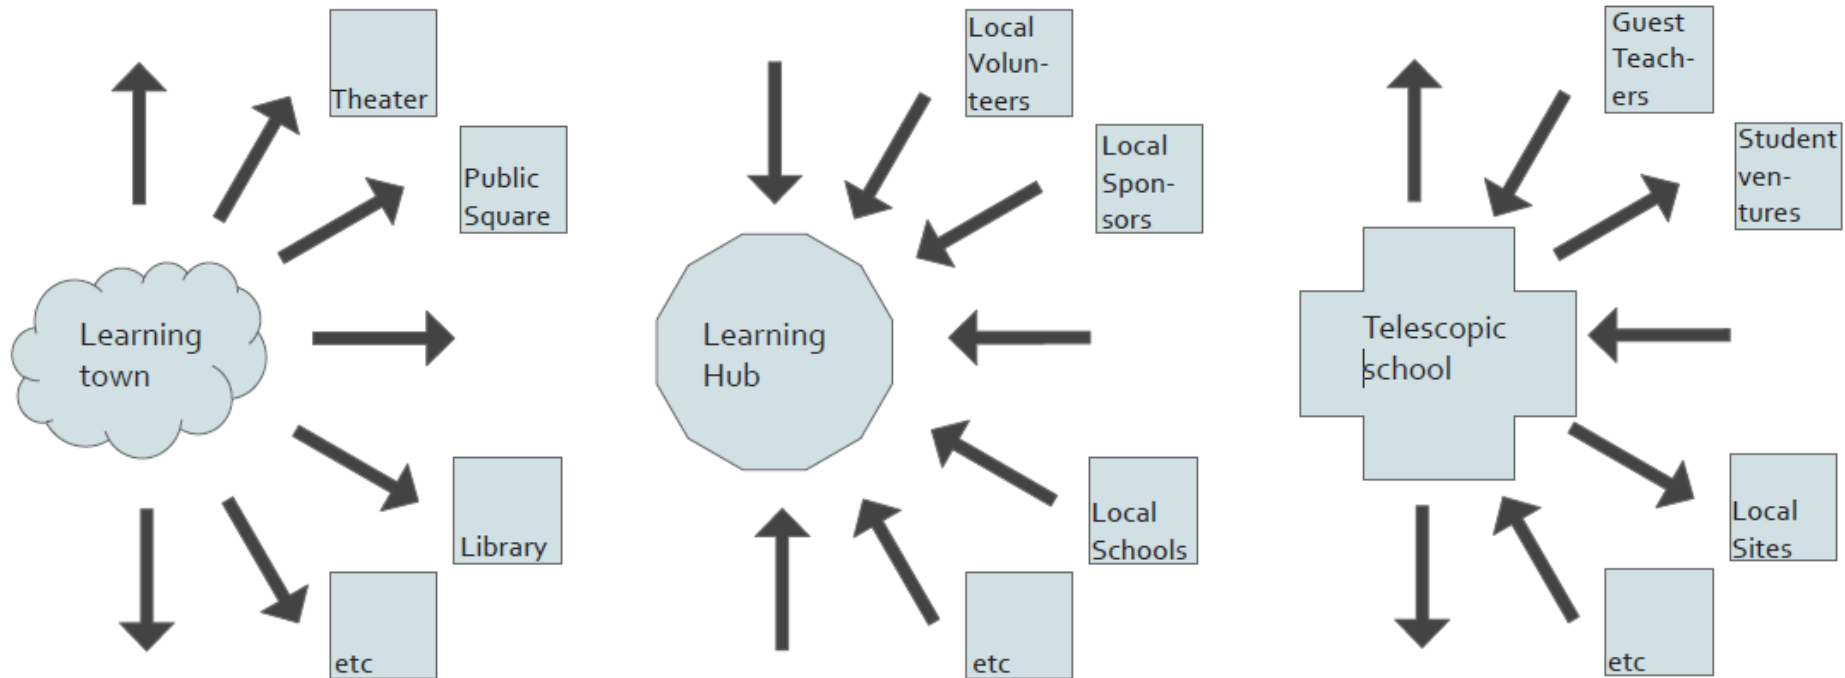 Theater
Public
Square
Learning
town
Library
etc
Local
Volun-
teers
Local
Spon-
sors
Learning
Hub
Local
Schools
etc
Guest
Teach-
ers
Student
ven-
tures
Telescopic
school
Local
Sites
etc